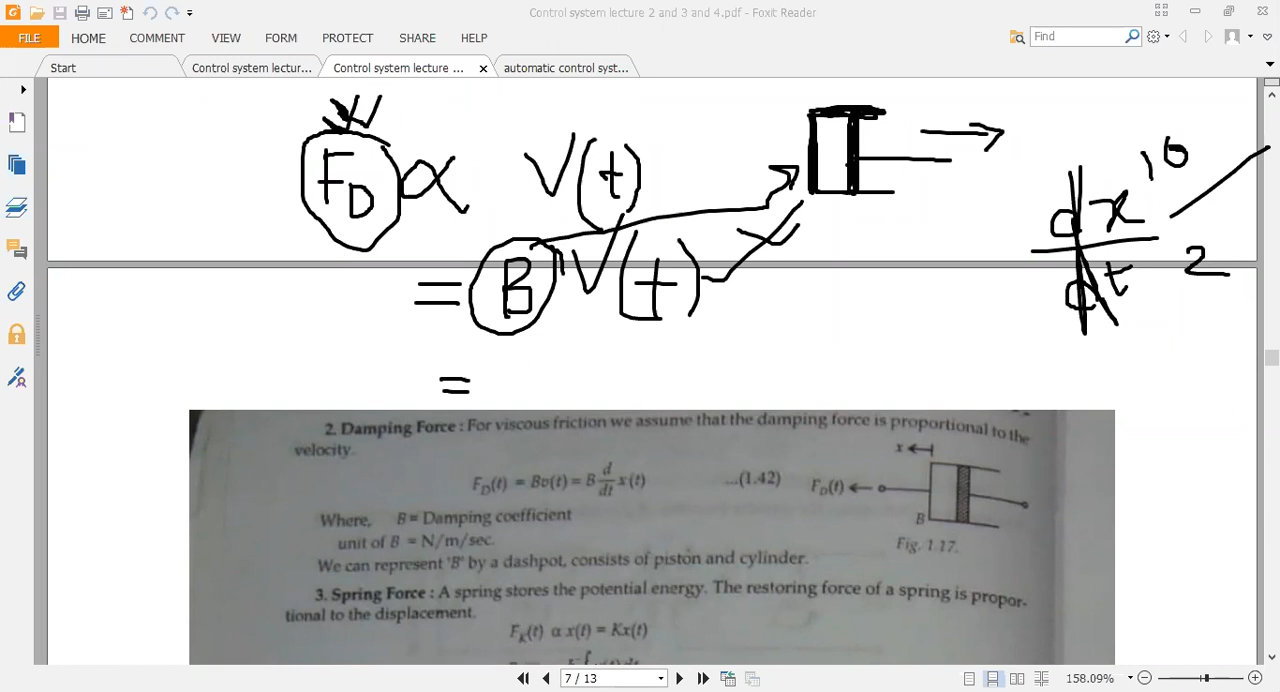 Control system lecture 2 and 3 and 4.pdf - Foxit Reader
FILE HOME COMMENT VIEW FORM PROTECT SHARE HELP Find
Start Control system lectur... Control system lecture ... automatic control syst...
F_D ∝ V(t)
= B V(t)
dx
dt
10
2
=
2. Damping Force : For viscous friction we assume that the damping force is proportional to the
velocity.
F_D(t) = Bv(t) = B d/dt x(t) ...(1.42)
x
F_D(t)
B
Where, B = Damping coefficient
unit of B = N/m/sec.
Fig. 1.17.
We can represent 'B' by a dashpot, consists of piston and cylinder.
3. Spring Force : A spring stores the potential energy. The restoring force of a spring is propor-
tional to the displacement.
F_K(t) α x(t) = Kx(t)
7 / 13 158.09%